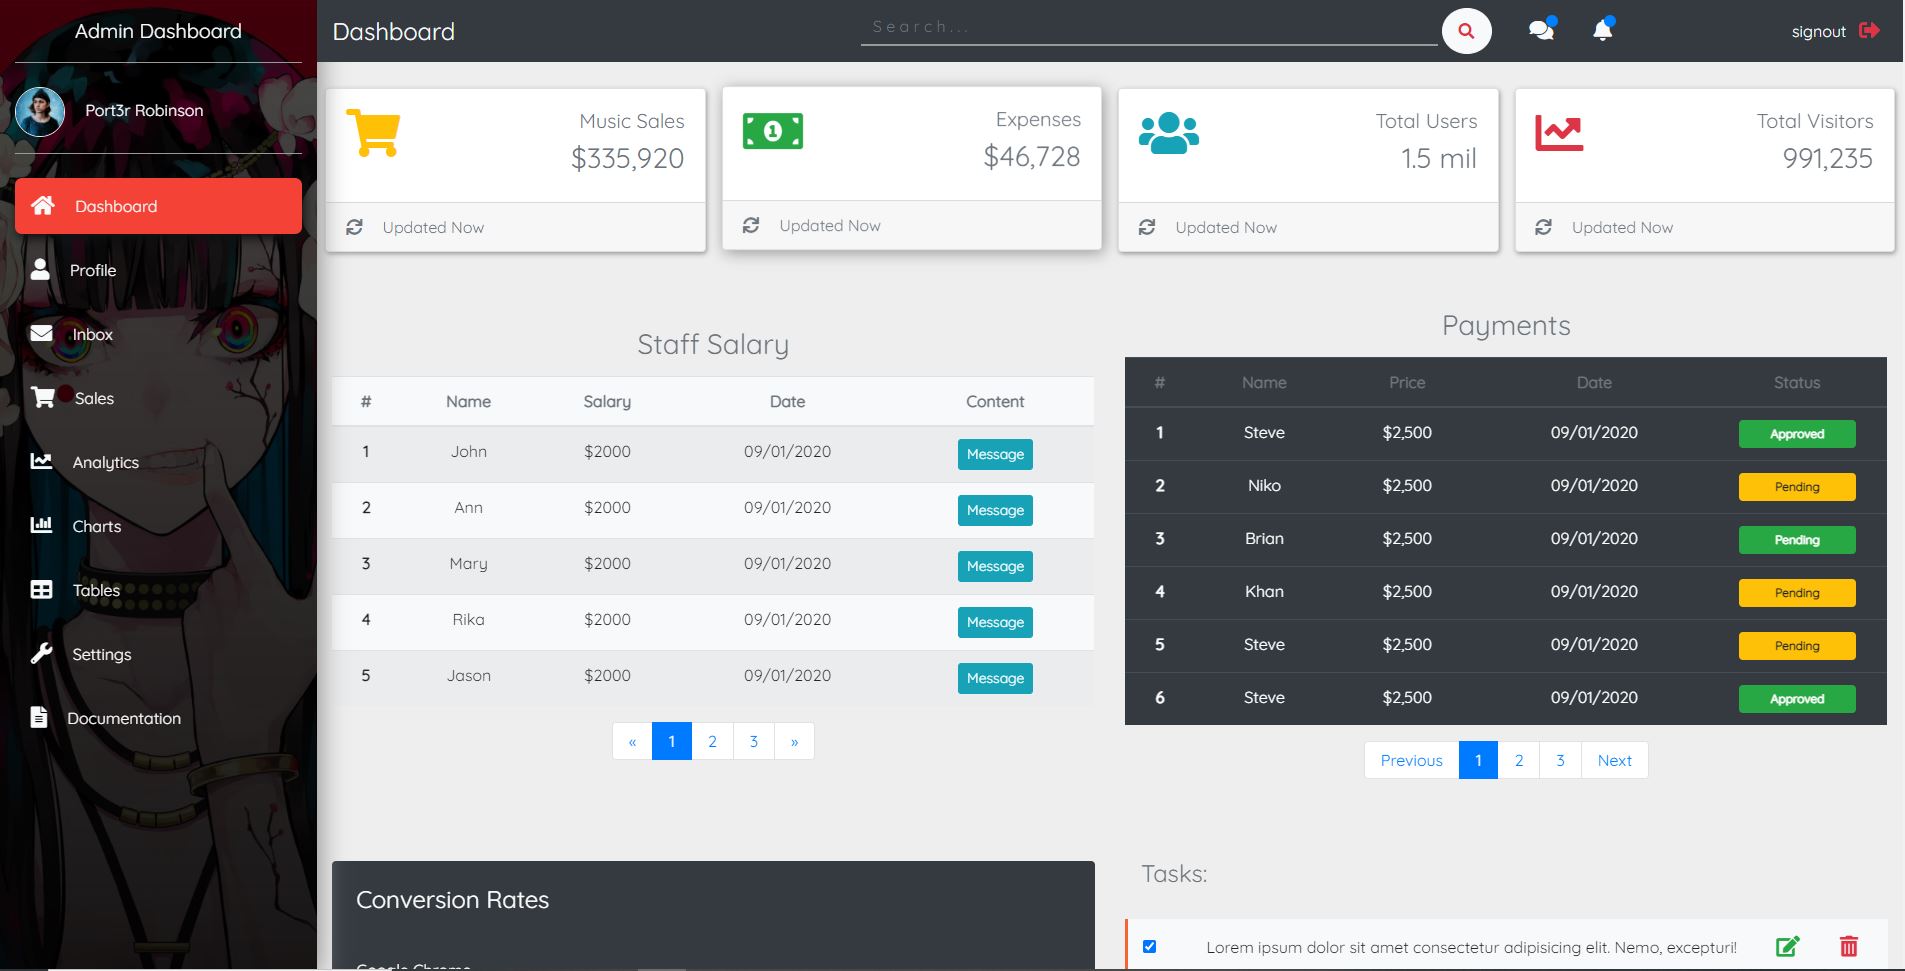 Admin Dashboard
Port3r Robinson
Dashboard
Profile
Inbox
Sales
Analytics
Charts
Tables
Settings
Documentation
Dashboard
Search...
signout
Music Sales
$335,920
Updated Now
Expenses
$46,728
Updated Now
Total Users
1.5 mil
Updated Now
Total Visitors
991,235
Updated Now
Staff Salary
# Name Salary Date Content
1 John $2000 09/01/2020 Message
2 Ann $2000 09/01/2020 Message
3 Mary $2000 09/01/2020 Message
4 Rika $2000 09/01/2020 Message
5 Jason $2000 09/01/2020 Message
« 1 2 3 »
Payments
# Name Price Date Status
1 Steve $2,500 09/01/2020 Approved
2 Niko $2,500 09/01/2020 Pending
3 Brian $2,500 09/01/2020 Pending
4 Khan $2,500 09/01/2020 Pending
5 Steve $2,500 09/01/2020 Pending
6 Steve $2,500 09/01/2020 Approved
Previous 1 2 3 Next
Conversion Rates
Google Chrome
Tasks:
Lorem ipsum dolor sit amet consectetur adipisicing elit. Nemo, excepturi!